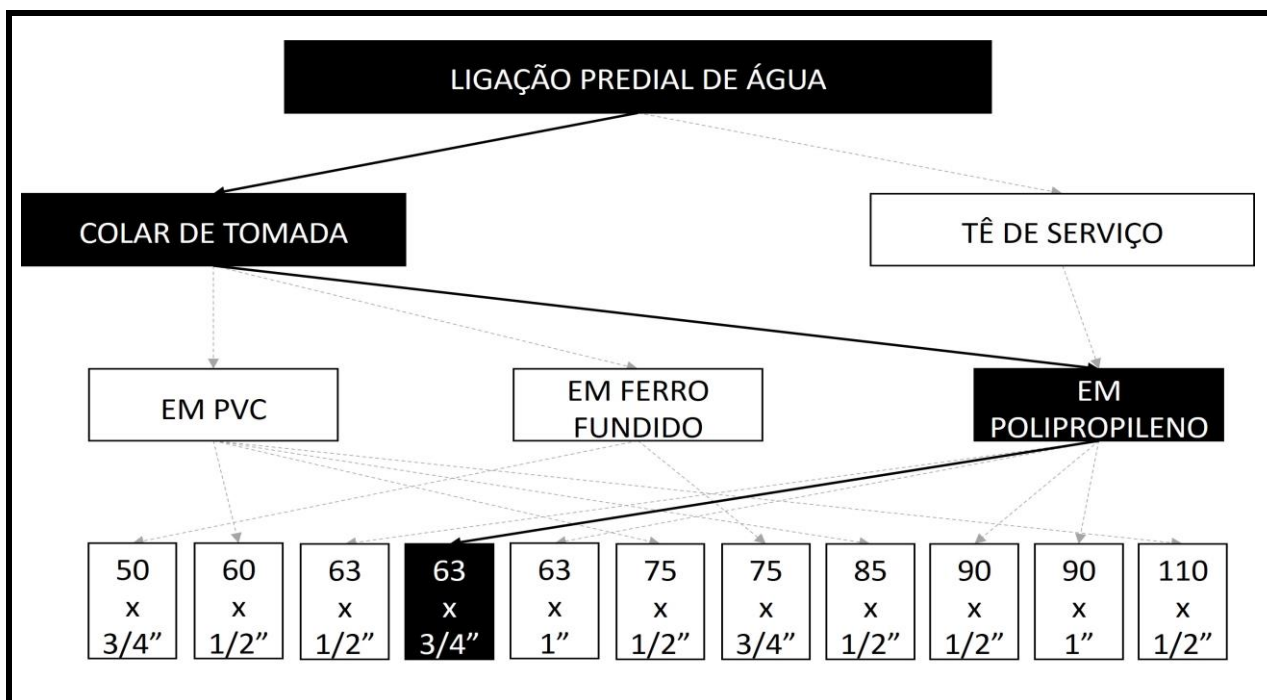 LIGAÇÃO PREDIAL DE ÁGUA
COLAR DE TOMADA
TÊ DE SERVIÇO
EM PVC
EM FERRO
FUNDIDO
EM
POLIPROPILENO
50
x
3/4”
60
x
1/2”
63
x
1/2”
63
x
3/4”
63
x
1”
75
x
1/2”
75
x
3/4”
85
x
1/2”
90
x
1/2”
90
x
1”
110
x
1/2”